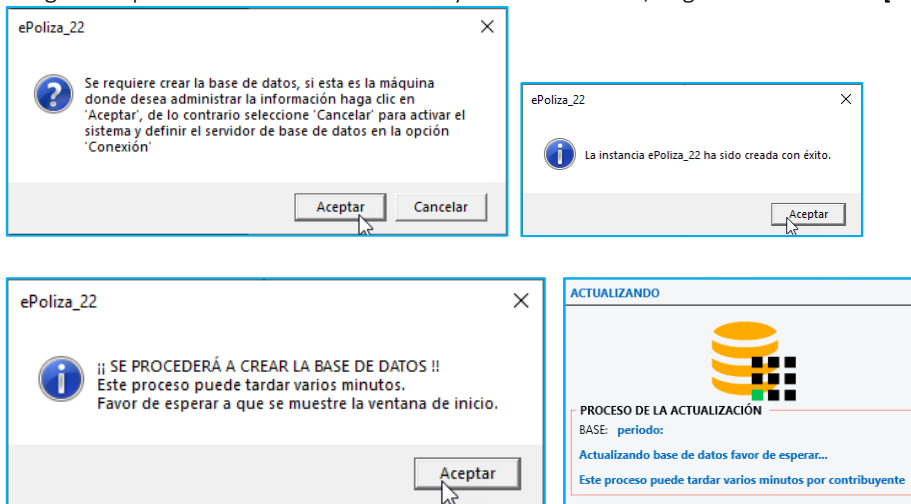 ePoliza_22
Se requiere crear la base de datos, si esta es la máquina
donde desea administrar la información haga clic en
'Aceptar', de lo contrario seleccione 'Cancelar' para activar el
sistema y definir el servidor de base de datos en la opción
'Conexión'
Aceptar
Cancelar
ePoliza_22
La instancia ePoliza_22 ha sido creada con éxito.
Aceptar
ePoliza_22
¡¡ SE PROCEDERÁ A CREAR LA BASE DE DATOS !!
Este proceso puede tardar varios minutos.
Favor de esperar a que se muestre la ventana de inicio.
Aceptar
ACTUALIZANDO
PROCESO DE LA ACTUALIZACIÓN
BASE: periodo:
Actualizando base de datos favor de esperar...
Este proceso puede tardar varios minutos por contribuyente